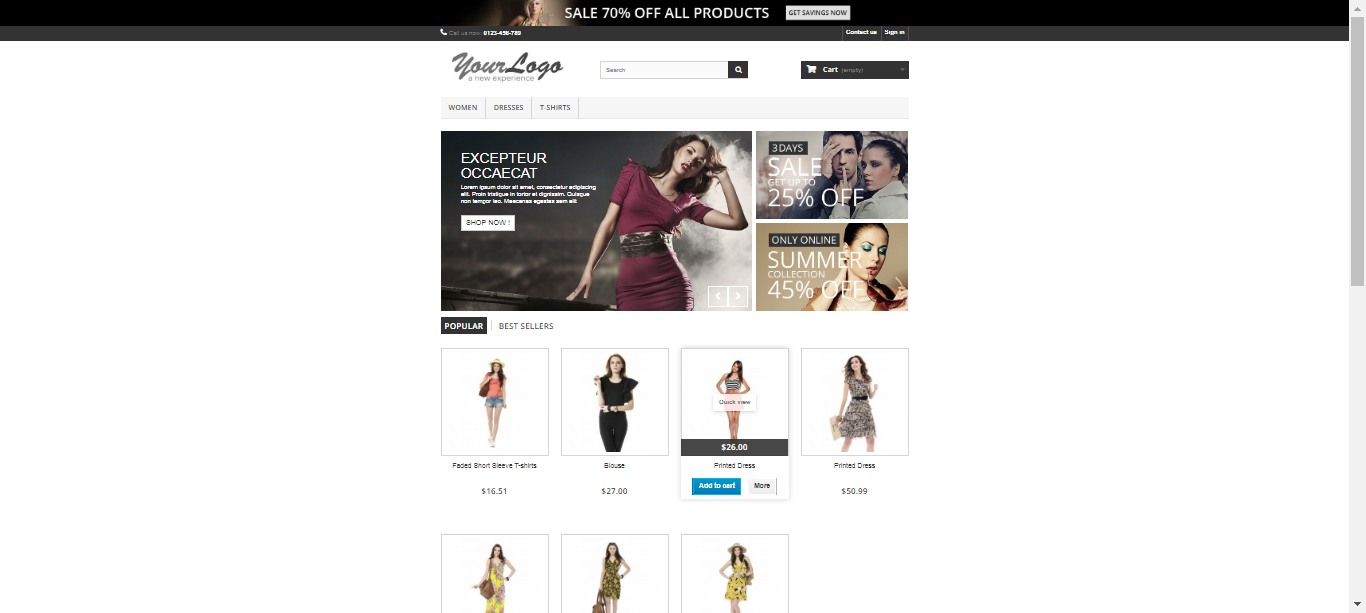 SALE 70% OFF ALL PRODUCTS GET SAVINGS NOW
Call us now: 0123-456-789 Contact us Sign in
YourLogo
a new experience
Search
Cart (empty)
WOMEN DRESSES T-SHIRTS
EXCEPTEUR
OCCAECAT
Lorem ipsum dolor sit amet, consectetur adipiscing
elit. Proin tristique in tortor et dignissim. Quisque
non tempor leo. Maecenas egestas sem elit
SHOP NOW !
3 DAYS
SALE
GET UP TO
25% OFF
ONLY ONLINE
SUMMER
COLLECTION
45% OFF
POPULAR BEST SELLERS
Quick view
$26.00
Faded Short Sleeve T-shirts Blouse Printed Dress Printed Dress
$16.51 $27.00 Add to cart More $50.99